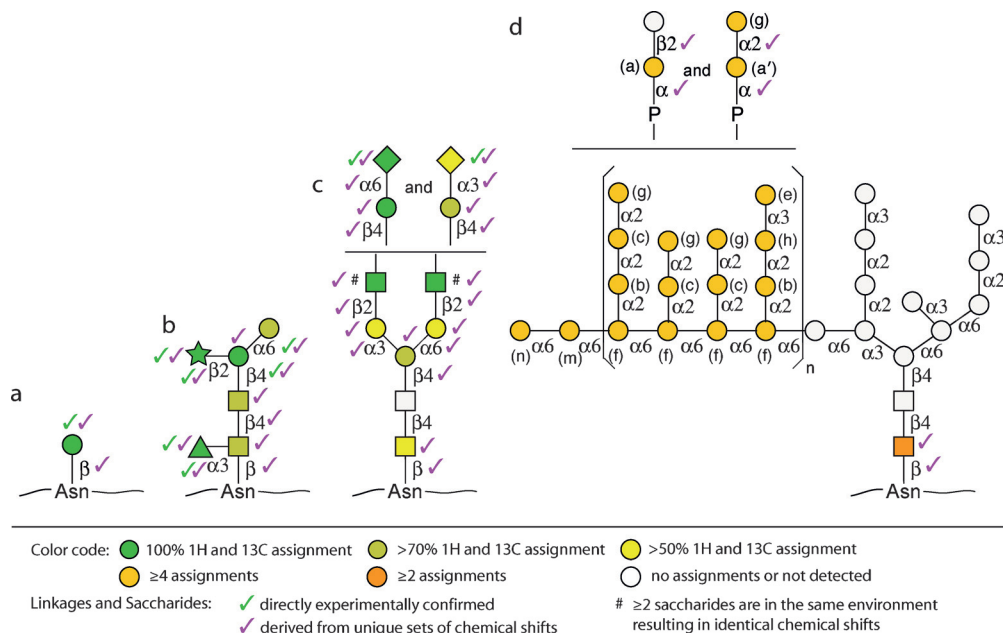 d
(g)
β2 ✓ α2 ✓
(a) and (a′)
α ✓ α ✓
P P
c
✓✓ ✓✓
✓ α6 and α3 ✓
✓ ✓
✓ β4 β4 ✓
(g) (e)
α2 α3
(c) (g) (g) (h)
α2 α2 α2 α2
(b) (c) (c) (b)
α2 α2 α2 α2
α6 α6 α6 α6 α6 α6 α6
(n) (m) (f) (f) (f) (f) n
α3
α2
α3
α2
α3 α6
α3 α6
β4
β4
✓
β ✓
Asn
✓ # # ✓
✓ β2 β2 ✓
✓ ✓
α3 α6 ✓
✓
β4 ✓
β4
✓
β ✓
Asn
b
✓ α6 ✓✓
✓✓ β2 β4 ✓✓
✓✓
✓
β4 ✓
✓✓ ✓
α3 β ✓
✓✓
Asn
a
✓✓
β ✓
Asn
Color code: 100% 1H and 13C assignment >70% 1H and 13C assignment >50% 1H and 13C assignment
≥4 assignments ≥2 assignments no assignments or not detected
Linkages and Saccharides: ✓ directly experimentally confirmed # ≥2 saccharides are in the same environment
✓ derived from unique sets of chemical shifts resulting in identical chemical shifts